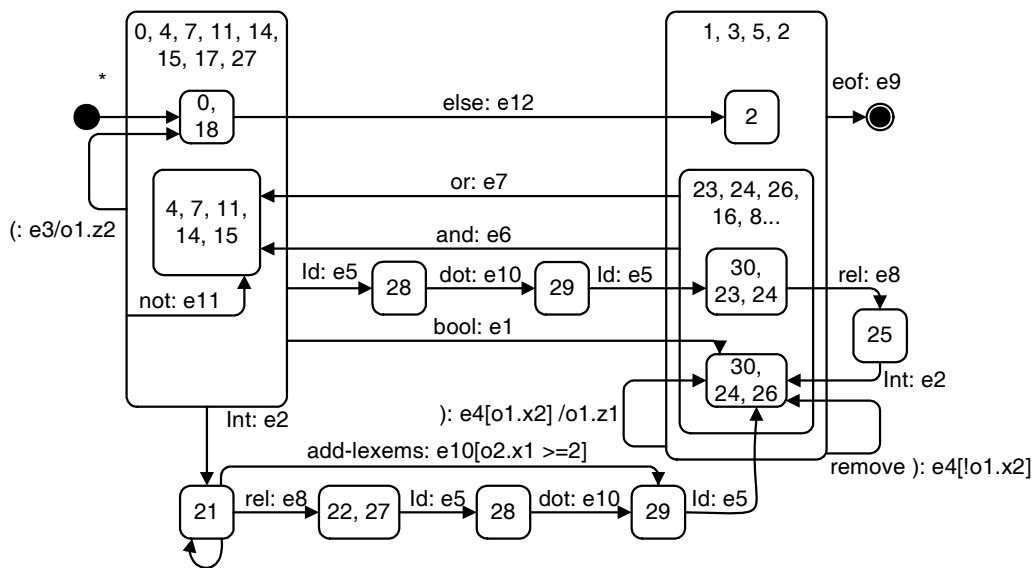 0, 4, 7, 11, 14,
15, 17, 27
1, 3, 5, 2
*
eof: e9
0,
18
else: e12
2
or: e7
23, 24, 26,
16, 8...
4, 7, 11,
14, 15
(: e3/o1.z2
and: e6
Id: e5
28
dot: e10
29
Id: e5
30,
23, 24
rel: e8
not: e11
bool: e1
25
30,
24, 26
Int: e2
Int: e2
): e4[o1.x2] /o1.z1
add-lexems: e10[o2.x1 >=2]
remove ): e4[!o1.x2]
21
rel: e8
22, 27
Id: e5
28
dot: e10
29
Id: e5